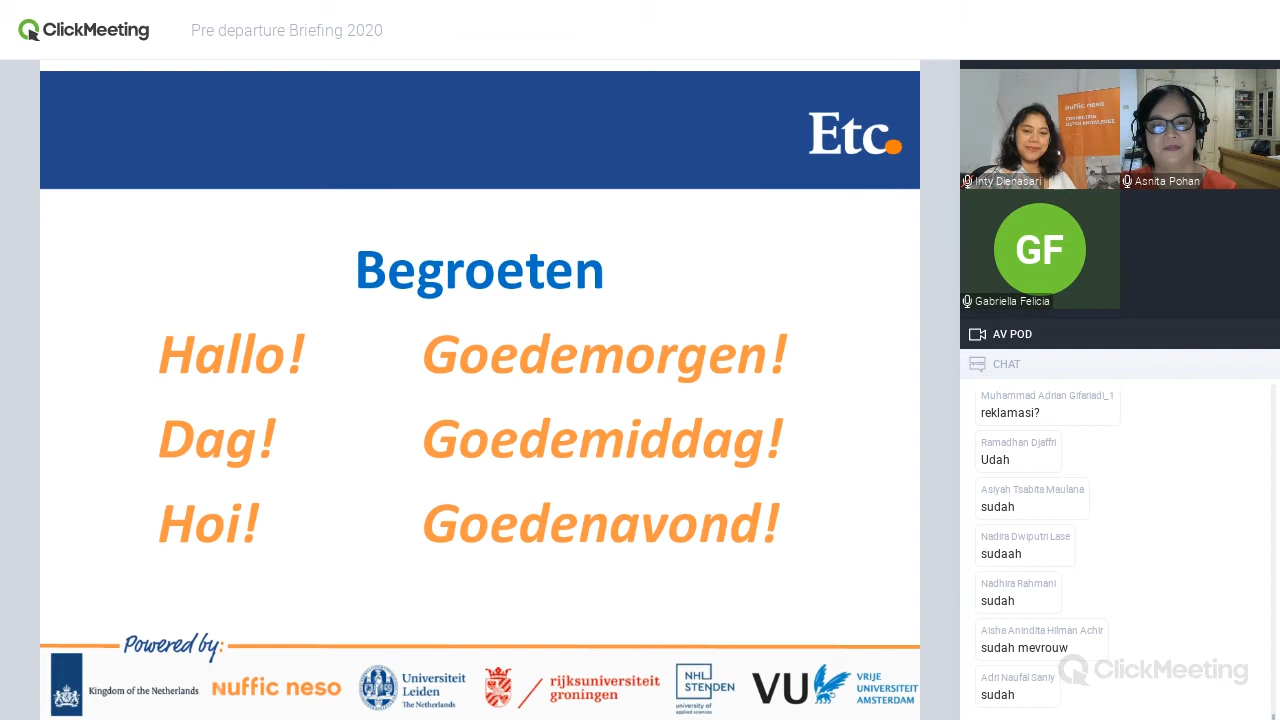 ClickMeeting
Pre departure Briefing 2020
Etc.
Begroeten
Hallo! Goedemorgen!
Dag! Goedemiddag!
Hoi! Goedenavond!
Powered by:
Kingdom of the Netherlands
nuffic neso
Universiteit
Leiden
The Netherlands
rijksuniversiteit
groningen
NHL
STENDEN
university of
applied sciences
VU
VRIJE
UNIVERSITEIT
AMSTERDAM
nuffic neso
Inty Dienasari
Asnita Pohan
GF
Gabriella Felicia
AV POD
CHAT
Muhammad Adrian Gifariadi_1
reklamasi?
Ramadhan Djaffri
Udah
Asiyah Tsabita Maulana
sudah
Nadira Dwiputri Lase
sudaah
Nadhira Rahmani
sudah
Aisha Anindita Hilman Achir
sudah mevrouw
Adri Naufal Saniy
sudah
ClickMeeting